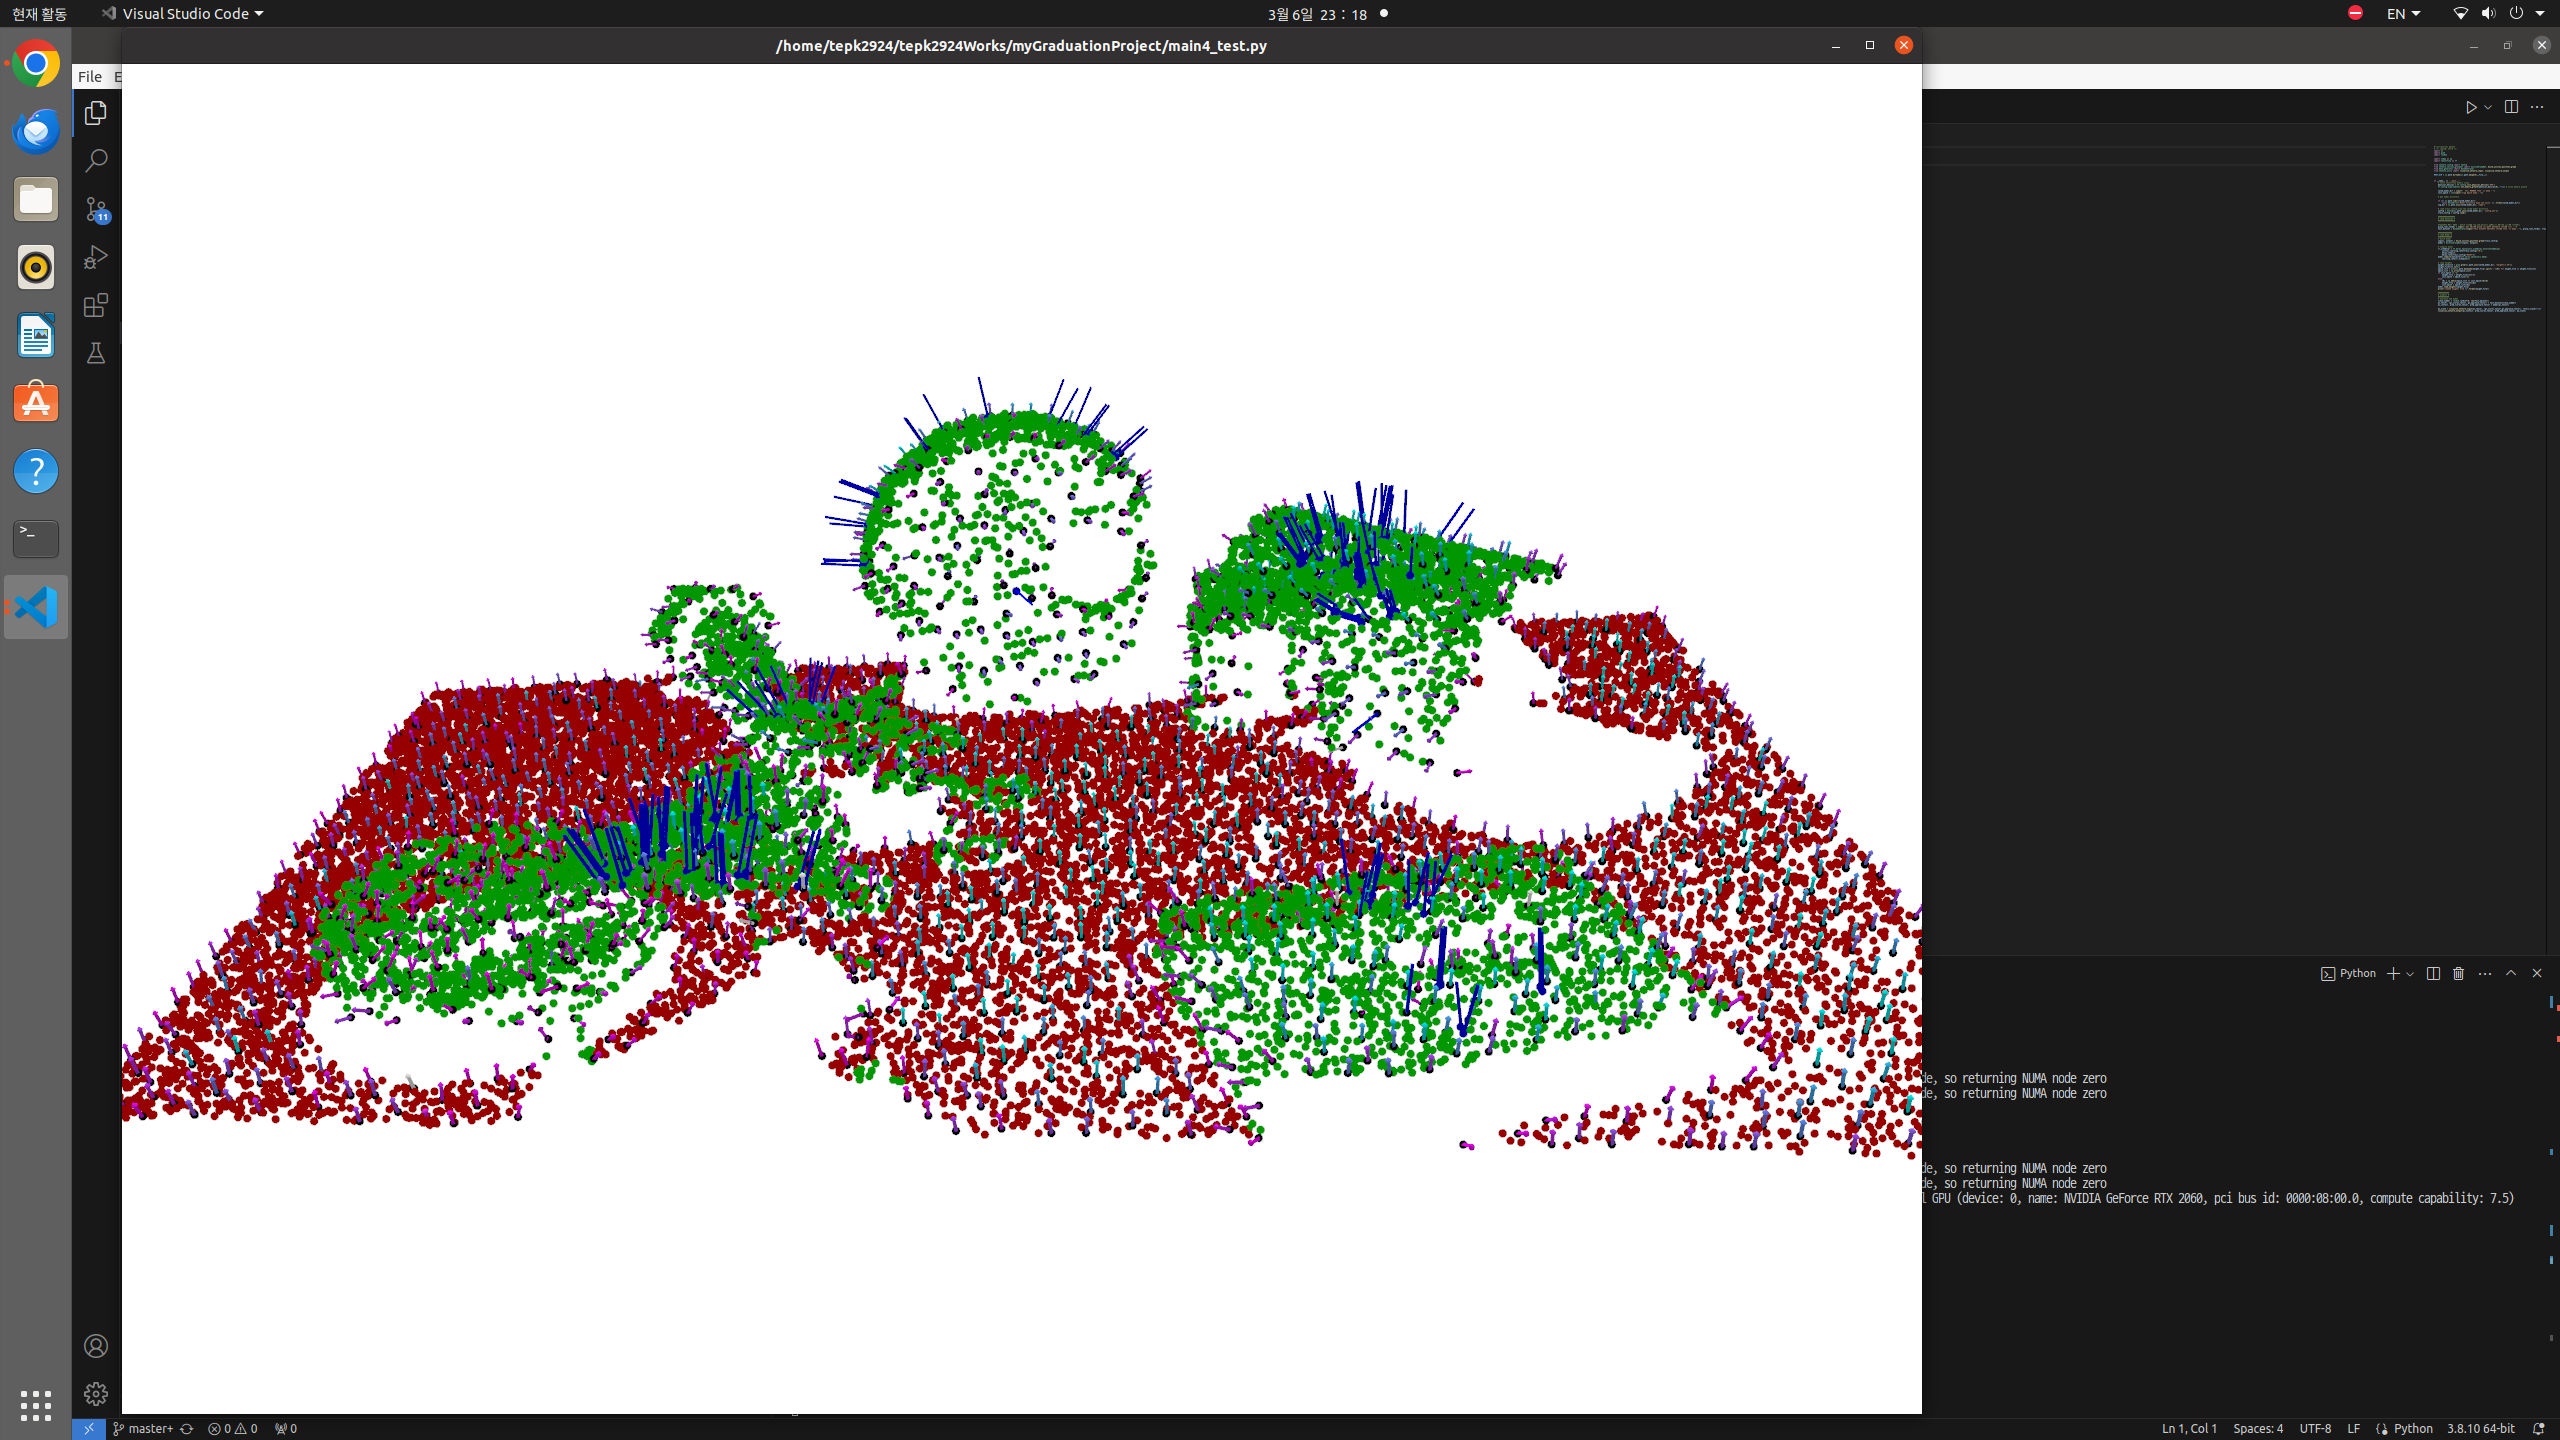 현재 활동
Visual Studio Code
3월 6일 23 : 18
EN
/home/tepk2924/tepk2924Works/myGraduationProject/main4_test.py
File E
11
Python
de, so returning NUMA node zero
de, so returning NUMA node zero
de, so returning NUMA node zero
de, so returning NUMA node zero
l GPU (device: 0, name: NVIDIA GeForce RTX 2060, pci bus id: 0000:08:00.0, compute capability: 7.5)
master+ 0 0 0 Ln 1, Col 1 Spaces: 4 UTF-8 LF Python 3.8.10 64-bit